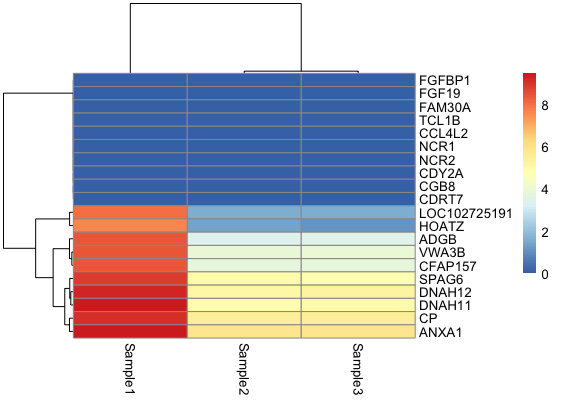 FGFBP1
FGF19
FAM30A
TCL1B
CCL4L2
NCR1
NCR2
CDY2A
CGB8
CDRT7
LOC102725191
HOATZ
ADGB
VWA3B
CFAP157
SPAG6
DNAH12
DNAH11
CP
ANXA1
8
6
4
2
0
Sample1
Sample2
Sample3